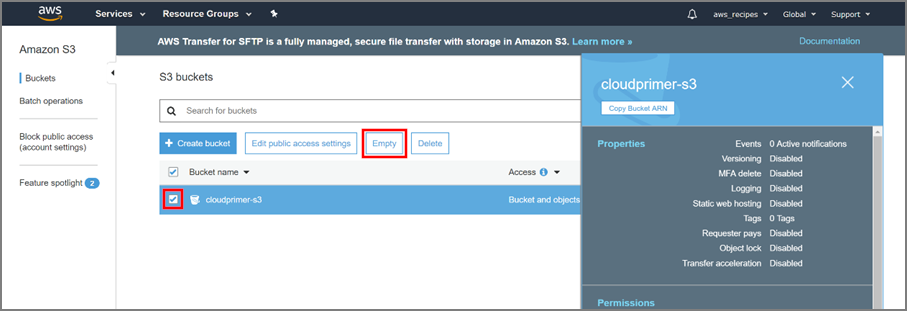 aws Services Resource Groups aws_recipes Global Support
Amazon S3
AWS Transfer for SFTP is a fully managed, secure file transfer with storage in Amazon S3. Learn more » Documentation
Buckets
Batch operations
Block public access
(account settings)
Feature spotlight 2
S3 buckets
Search for buckets
+ Create bucket Edit public access settings Empty Delete
Bucket name Access
cloudprimer-s3 Bucket and objects
cloudprimer-s3
Copy Bucket ARN
Properties
Events 0 Active notifications
Versioning Disabled
MFA delete Disabled
Logging Disabled
Static web hosting Disabled
Tags 0 Tags
Requester pays Disabled
Object lock Disabled
Transfer acceleration Disabled
Permissions